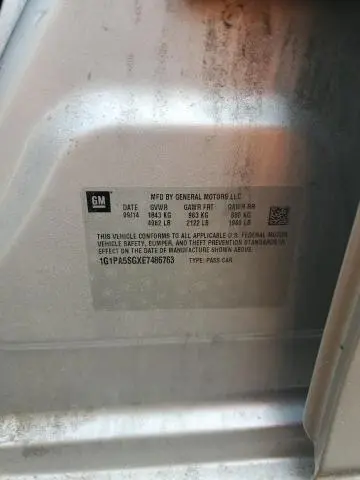 GM
MFD BY GENERAL MOTORS LLC
DATE GVWR GAWR FRT GAWR RR
09/14 1843 KG 963 KG 880 KG
4062 LB 2122 LB LB
THIS VEHICLE CONFORMS TO ALL APPLICABLE U.S. FEDERAL MOTOR
VEHICLE SAFETY, BUMPER, AND THEFT PREVENTION STANDARDS IN
EFFECT ON THE DATE OF MANUFACTURE SHOWN ABOVE.
1G1PA5SGXE7486763 TYPE: PASS CAR